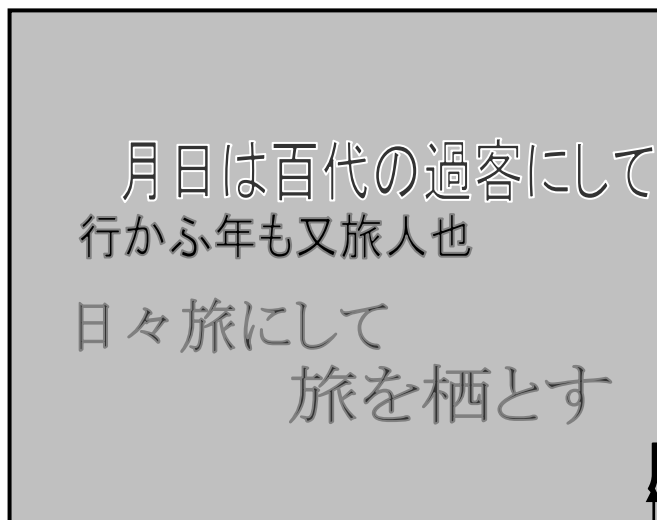 月日は百代の過客にして
行かふ年も又旅人也
日々旅にして
旅を栖とす